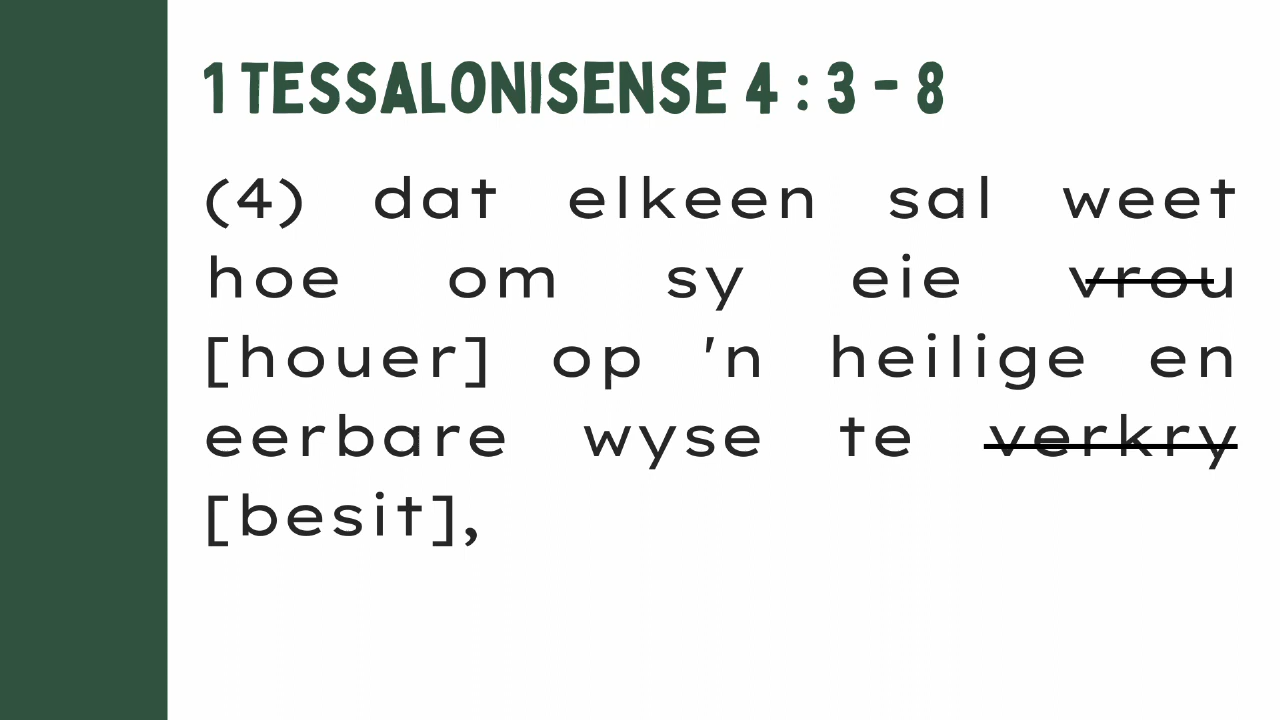 1 TESSALONISENSE 4 : 3 - 8
(4) dat elkeen sal weet
hoe om sy eie vrou
[houer] op 'n heilige en
eerbare wyse te verkry
[besit],